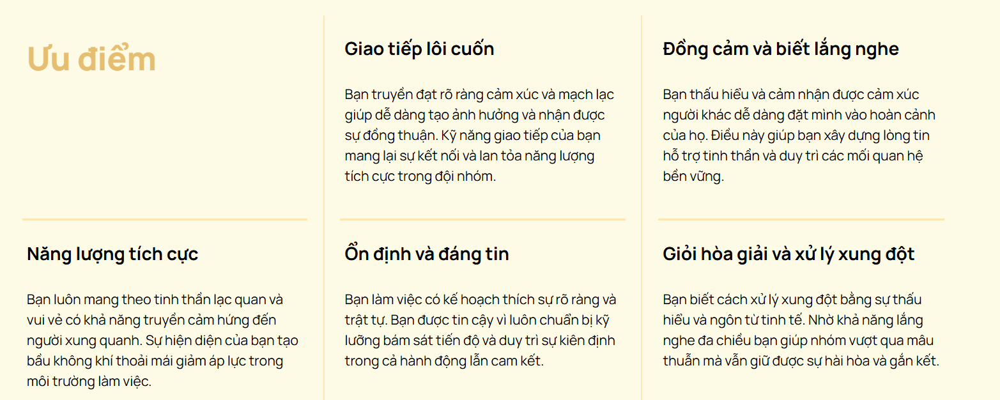 Ưu điểm
Giao tiếp lôi cuốn
Bạn truyền đạt rõ ràng cảm xúc và mạch lạc
giúp dễ dàng tạo ảnh hưởng và nhận được
sự đồng thuận. Kỹ năng giao tiếp của bạn
mang lại sự kết nối và lan tỏa năng lượng
tích cực trong đội nhóm.
Đồng cảm và biết lắng nghe
Bạn thấu hiểu và cảm nhận được cảm xúc
người khác dễ dàng đặt mình vào hoàn cảnh
của họ. Điều này giúp bạn xây dựng lòng tin
hỗ trợ tinh thần và duy trì các mối quan hệ
bền vững.
Năng lượng tích cực
Bạn luôn mang theo tinh thần lạc quan và
vui vẻ có khả năng truyền cảm hứng đến
người xung quanh. Sự hiện diện của bạn tạo
bầu không khí thoải mái giảm áp lực trong
môi trường làm việc.
Ổn định và đáng tin
Bạn làm việc có kế hoạch thích sự rõ ràng và
trật tự. Bạn được tin cậy vì luôn chuẩn bị kỹ
lưỡng bám sát tiến độ và duy trì sự kiên định
trong cả hành động lẫn cam kết.
Giỏi hòa giải và xử lý xung đột
Bạn biết cách xử lý xung đột bằng sự thấu
hiểu và ngôn từ tinh tế. Nhờ khả năng lắng
nghe đa chiều bạn giúp nhóm vượt qua mâu
thuẫn mà vẫn giữ được sự hài hòa và gắn kết.